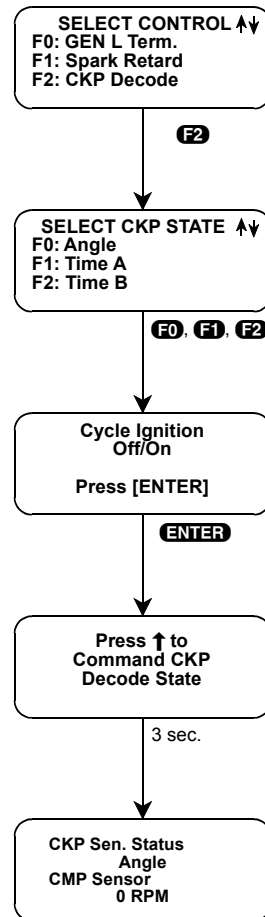 SELECT CONTROL
F0: GEN L Term.
F1: Spark Retard
F2: CKP Decode
F2
SELECT CKP STATE
F0: Angle
F1: Time A
F2: Time B
F0, F1, F2
Cycle Ignition
Off/On
Press [ENTER]
ENTER
Press ↑ to
Command CKP
Decode State
3 sec.
CKP Sen. Status
Angle
CMP Sensor
0 RPM